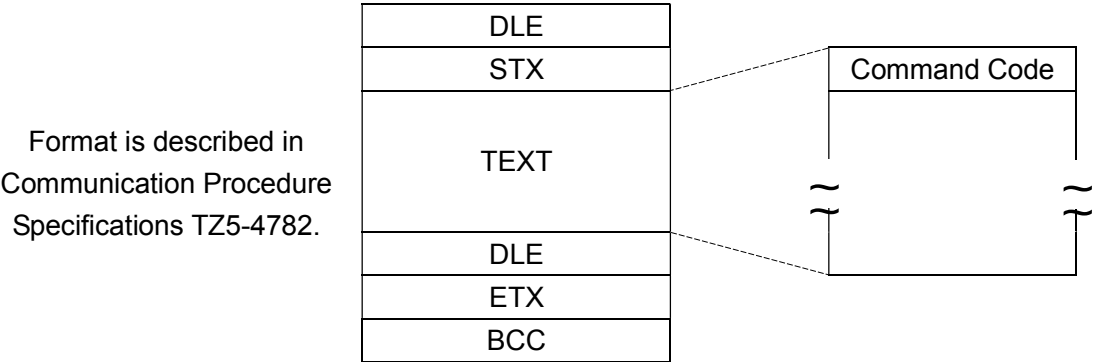 DLE
STX
Command Code
Format is described in
Communication Procedure
Specifications TZ5-4782.
TEXT
DLE
ETX
BCC